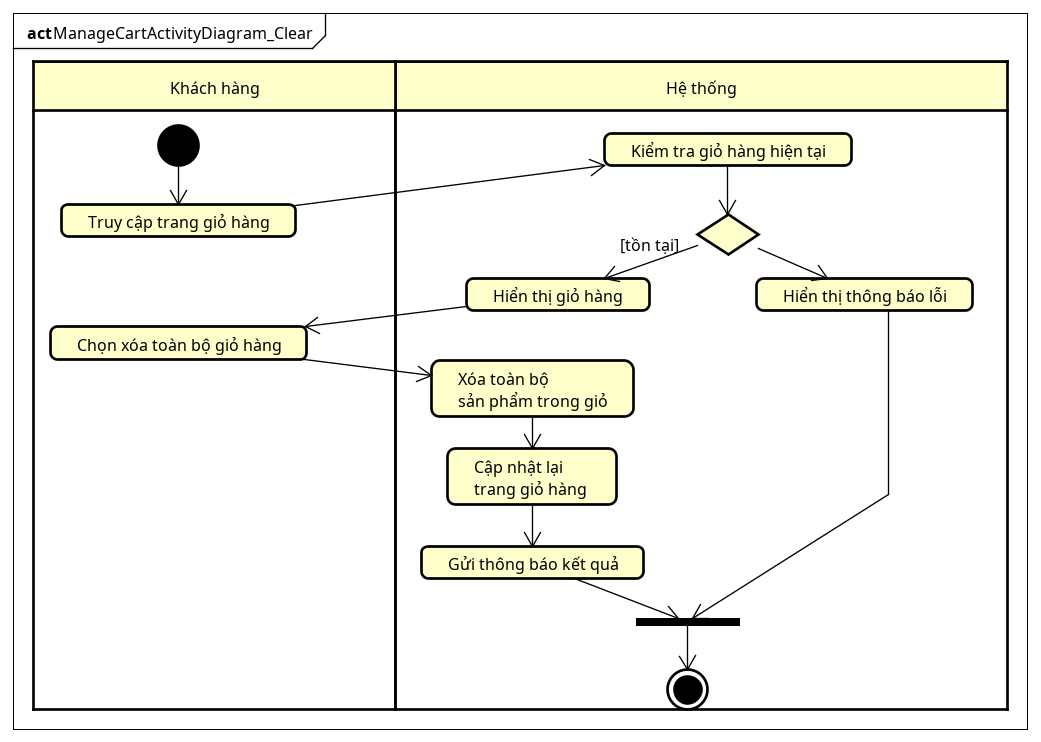 actManageCartActivityDiagram_Clear
Khách hàng
Hệ thống
Kiểm tra giỏ hàng hiện tại
Truy cập trang giỏ hàng
[tồn tại]
Hiển thị giỏ hàng
Hiển thị thông báo lỗi
Chọn xóa toàn bộ giỏ hàng
Xóa toàn bộ
sản phẩm trong giỏ
Cập nhật lại
trang giỏ hàng
Gửi thông báo kết quả